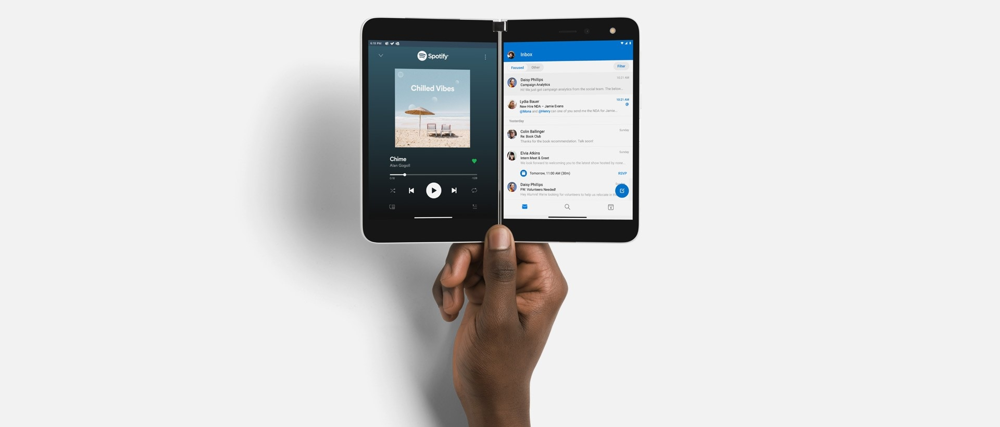 6:18 PM
Spotify
Chilled Vibes
Chime
Alan Gogoll
0:18
-1:28
Inbox
Focused
Other
Filter
Daisy Phillips
10:21 AM
Campaign Analytics
Hi! We just got campaign analytics from the social team. The below...
Lydia Bauer
10:21 AM
New Hire NDA – Jamie Evans
@
@Mona and @Henry can one of you send me the NDA for Jamie...
Yesterday
Colin Ballinger
Sunday
Re: Book Club
Thanks for the book recommendation. Talk soon!
Elvia Atkins
Sunday
Intern Meet & Greet
We look forward to welcoming you to the latest show hosted by none...
Tomorrow, 11:00 AM (30m)
RSVP
Daisy Phillips
FW: Volunteers Needed!
Hey Alumni! We're looking for volunteers to help us relocate in
4